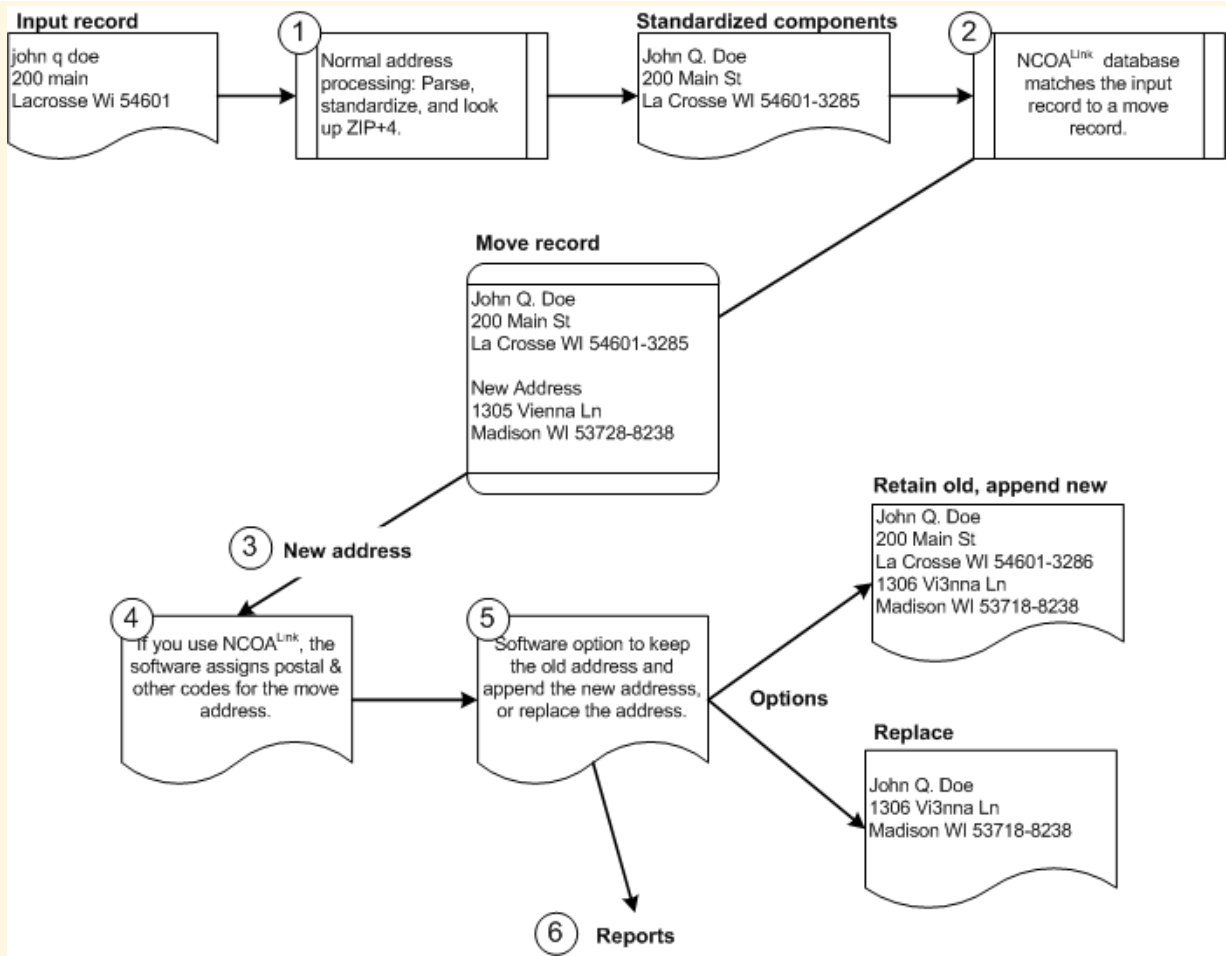 Input record
john q doe
200 main
Lacrosse Wi 54601
1
Normal address
processing: Parse,
standardize, and look
up ZIP+4.
Standardized components
John Q. Doe
200 Main St
La Crosse WI 54601-3285
2
NCOALink database
matches the input
record to a move
record.
Move record
John Q. Doe
200 Main St
La Crosse WI 54601-3285
New Address
1305 Vienna Ln
Madison WI 53728-8238
3
New address
4
If you use NCOALink, the
software assigns postal &
other codes for the move
address.
5
Software option to keep
the old address and
append the new addresss,
or replace the address.
Options
Retain old, append new
John Q. Doe
200 Main St
La Crosse WI 54601-3286
1306 Vi3nna Ln
Madison WI 53718-8238
Replace
John Q. Doe
1306 Vi3nna Ln
Madison WI 53718-8238
6
Reports